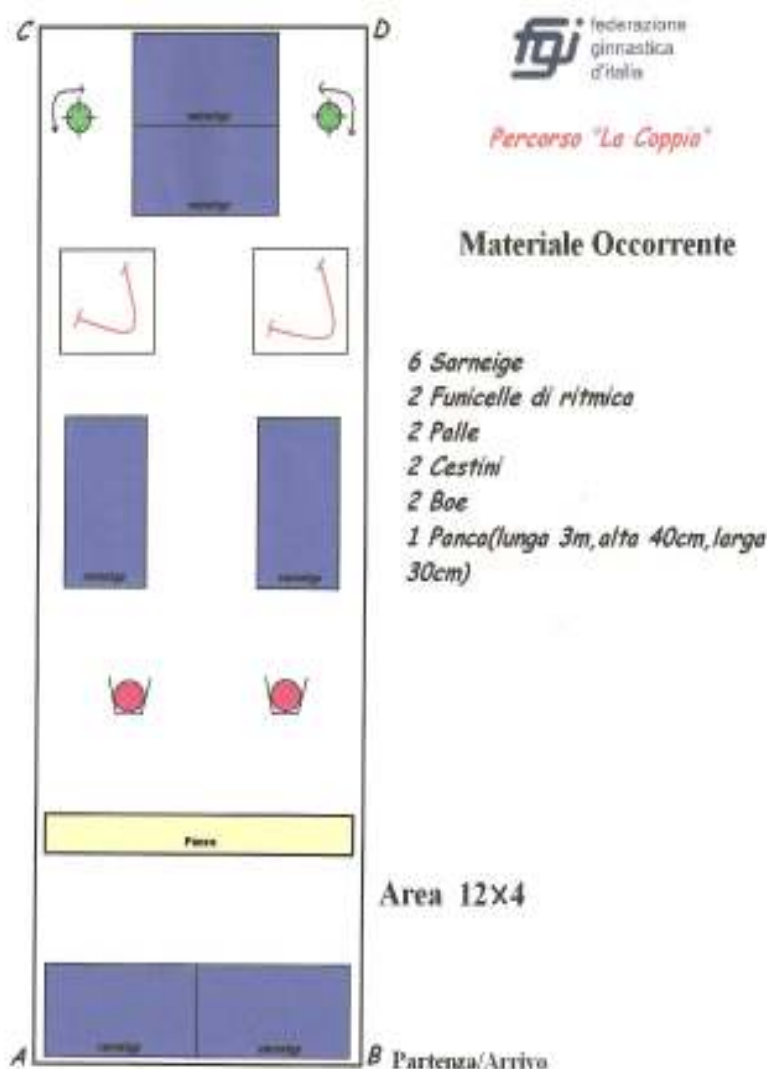 C
D
fgi
federazione
ginnastica
d'italia
Percorso "La Coppia"
Materiale Occorrente
6 Sarneige
2 Funicelle di ritmica
2 Palle
2 Cestini
2 Boe
1 Panca(lunga 3m,alta 40cm,larga
30cm)
Panca
Area 12×4
A
B Partenza/Arrivo